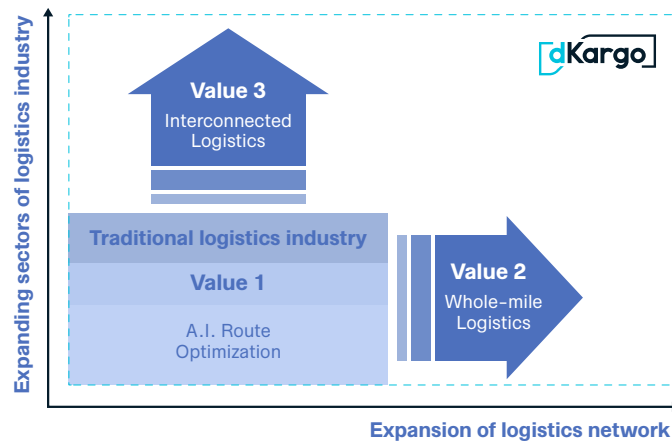 dKargo
Value 3
Interconnected
Logistics
Traditional logistics industry
Value 1
A.I. Route
Optimization
Value 2
Whole-mile
Logistics
Expanding sectors of logistics industry
Expansion of logistics network